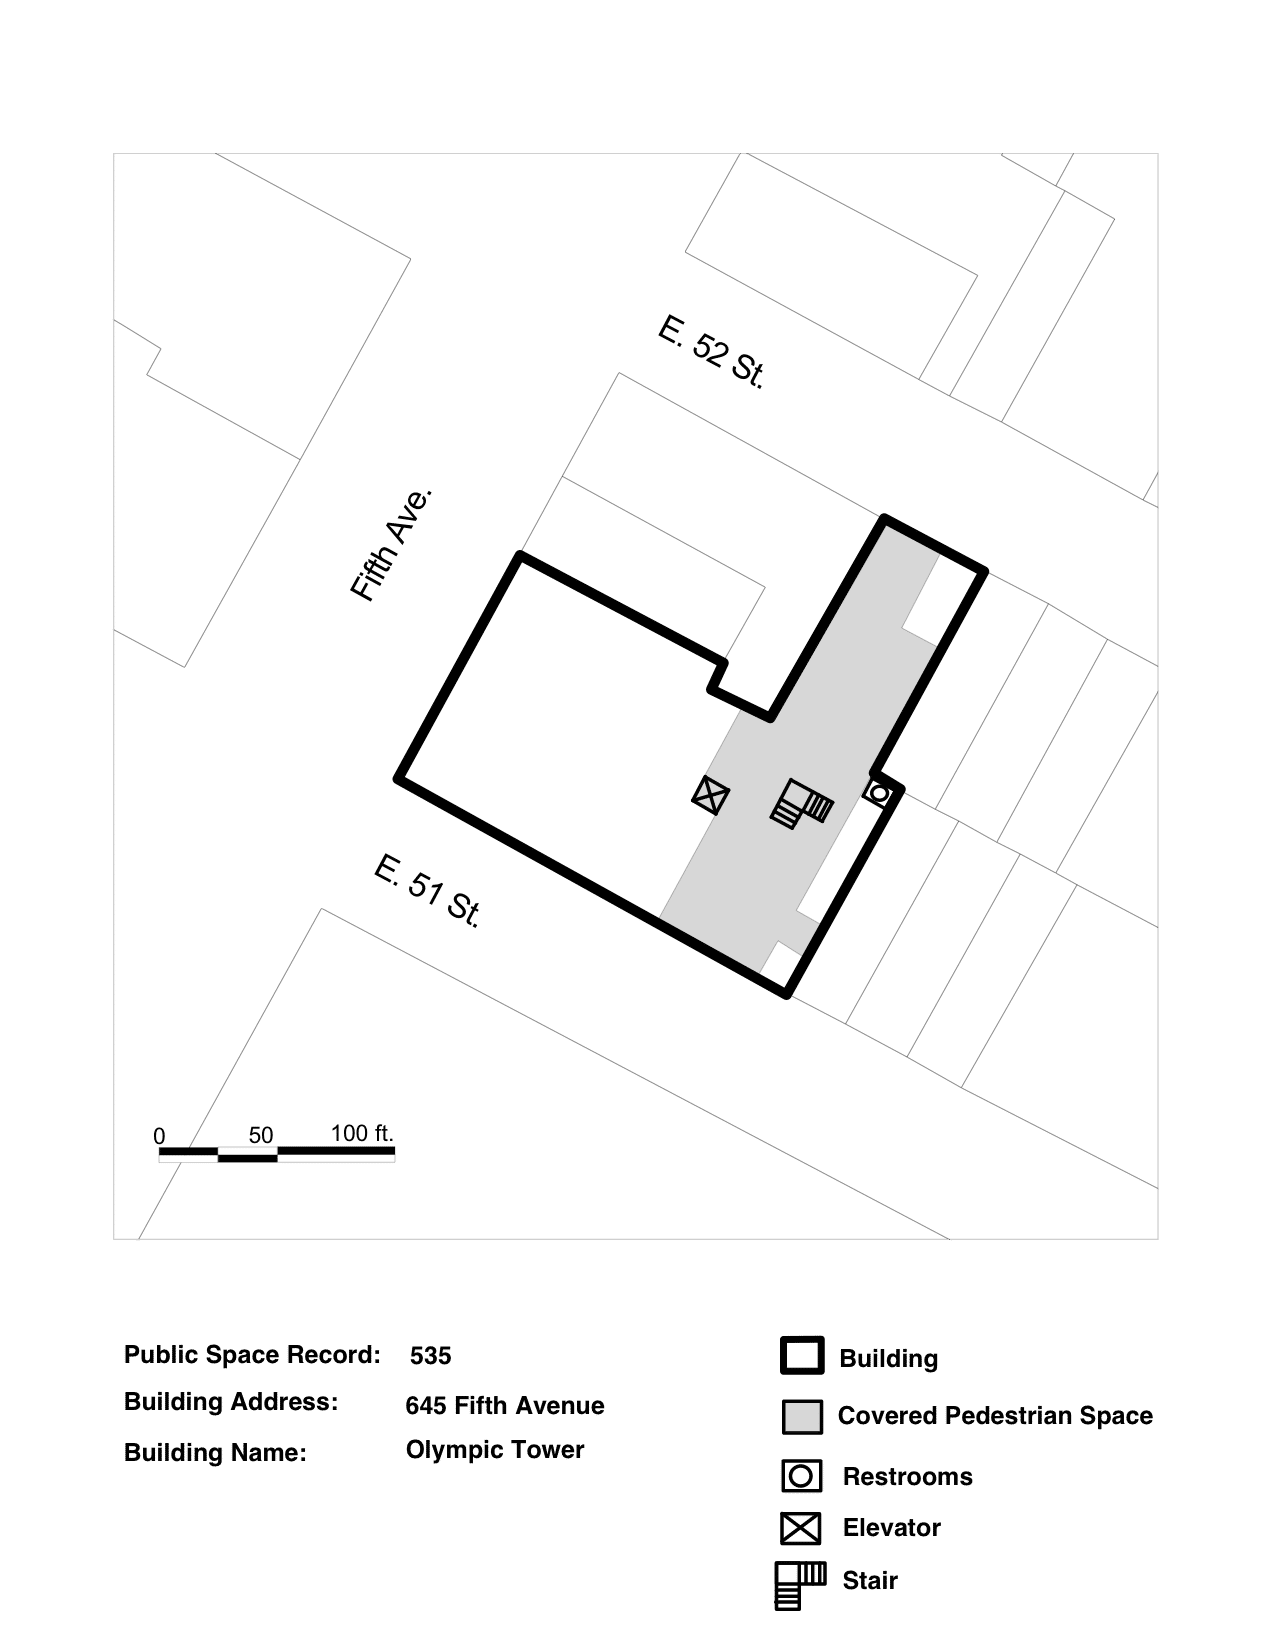 E. 52 St.
Fifth Ave.
E. 51 St.
0 50 100 ft.
Public Space Record: 535
Building Address: 645 Fifth Avenue
Building Name: Olympic Tower
Building
Covered Pedestrian Space
Restrooms
Elevator
Stair